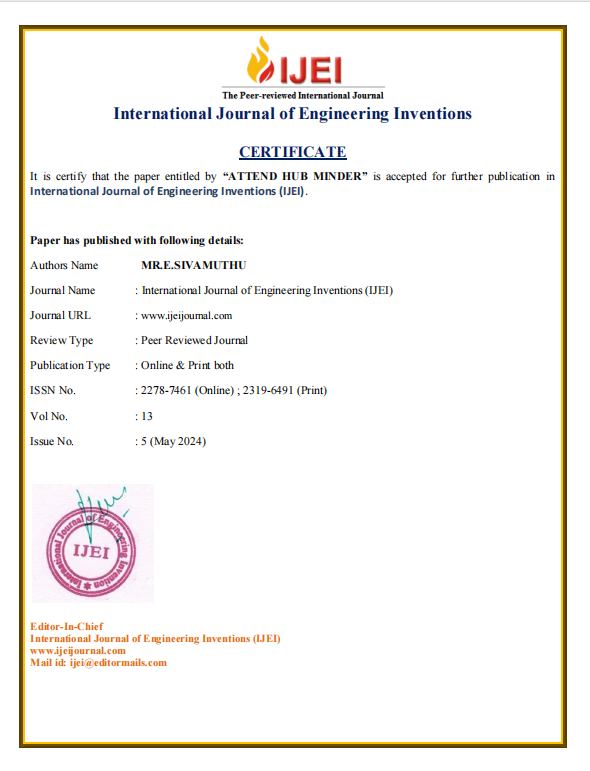 IJEI
The Peer-reviewed International Journal
International Journal of Engineering Inventions
CERTIFICATE
It is certify that the paper entitled by “ATTEND HUB MINDER” is accepted for further publication in
International Journal of Engineering Inventions (IJEI).
Paper has published with following details:
Authors Name MR.E.SIVAMUTHU
Journal Name : International Journal of Engineering Inventions (IJEI)
Journal URL : www.ijeijournal.com
Review Type : Peer Reviewed Journal
Publication Type : Online & Print both
ISSN No. : 2278-7461 (Online) ; 2319-6491 (Print)
Vol No. : 13
Issue No. : 5 (May 2024)
International Journal of Engineering Invention
IJEI
Editor-In-Chief
International Journal of Engineering Inventions (IJEI)
www.ijeijournal.com
Mail id: ijei@editormails.com